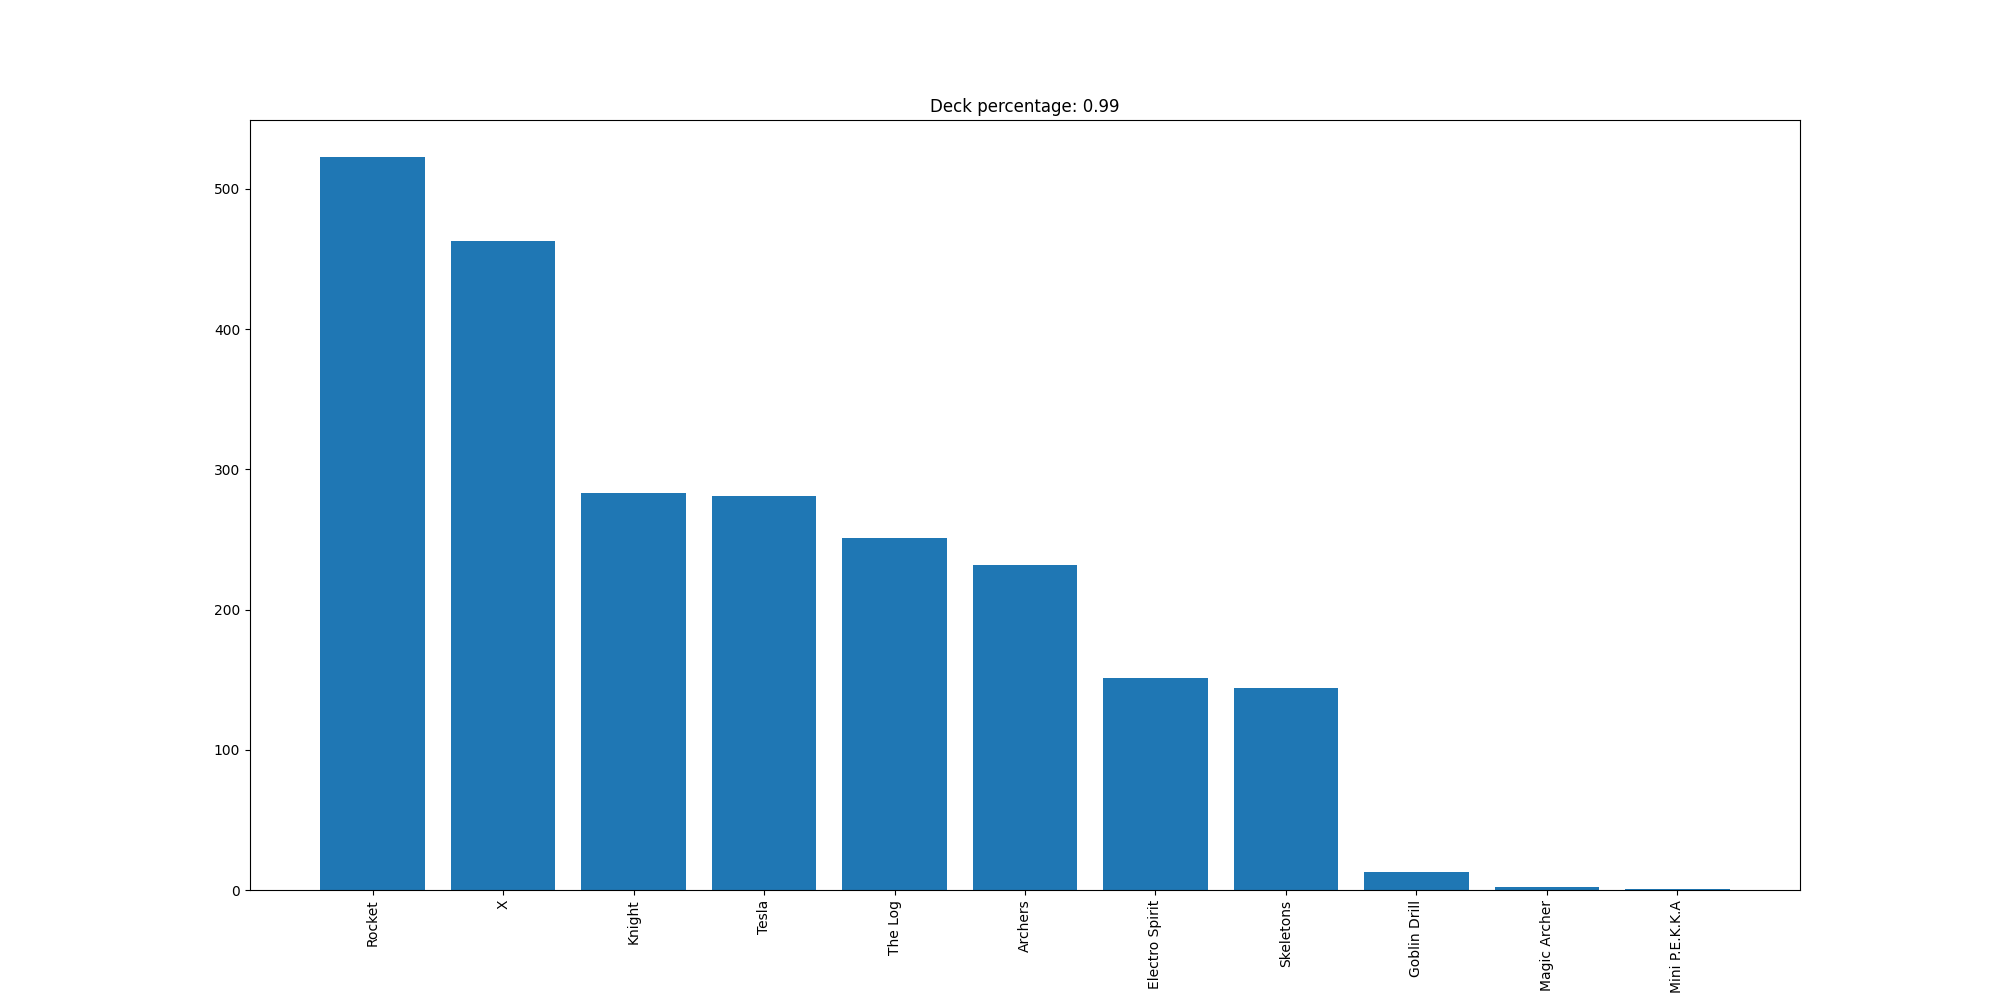 Deck percentage: 0.99
500
400
300
200
100
0
Rocket
X
Knight
Tesla
The Log
Archers
Electro Spirit
Skeletons
Goblin Drill
Magic Archer
Mini P.E.K.K.A